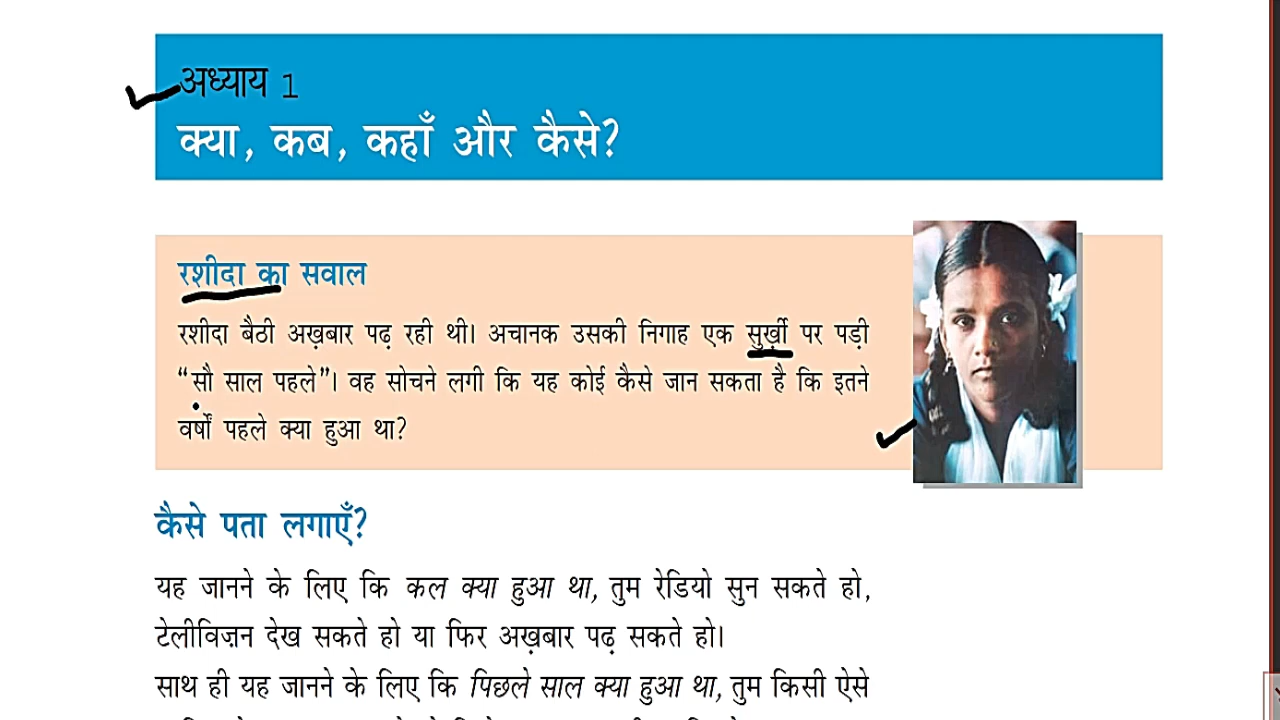 अध्याय 1
क्या, कब, कहाँ और कैसे?
रशीदा का सवाल
रशीदा बैठी अख़बार पढ़ रही थी। अचानक उसकी निगाह एक सुर्ख़ी पर पड़ी
“सौ साल पहले”। वह सोचने लगी कि यह कोई कैसे जान सकता है कि इतने
वर्षों पहले क्या हुआ था?
कैसे पता लगाएँ?
यह जानने के लिए कि कल क्या हुआ था, तुम रेडियो सुन सकते हो,
टेलीविज़न देख सकते हो या फिर अख़बार पढ़ सकते हो।
साथ ही यह जानने के लिए कि पिछले साल क्या हुआ था, तुम किसी ऐसे